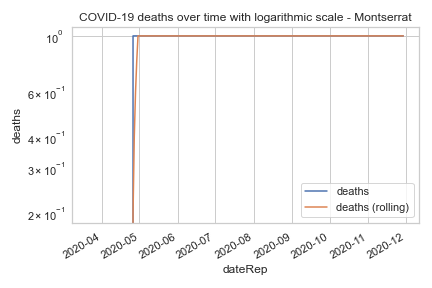 COVID-19 deaths over time with logarithmic scale - Montserrat
10⁰
6 × 10⁻¹
4 × 10⁻¹
3 × 10⁻¹
2 × 10⁻¹
deaths
deaths
deaths (rolling)
2020-04
2020-05
2020-06
2020-07
2020-08
2020-09
2020-10
2020-11
2020-12
dateRep